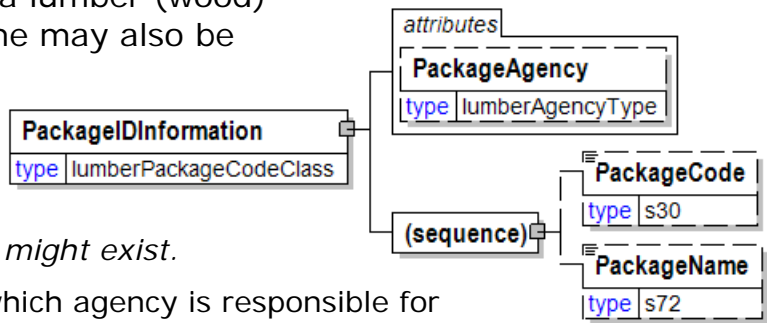 a lumber (wood)
ne may also be
attributes
PackageAgency
type lumberAgencyType
PackageIDInformation
type lumberPackageCodeClass
PackageCode
type s30
(sequence)
PackageName
type s72
might exist.
which agency is responsible for